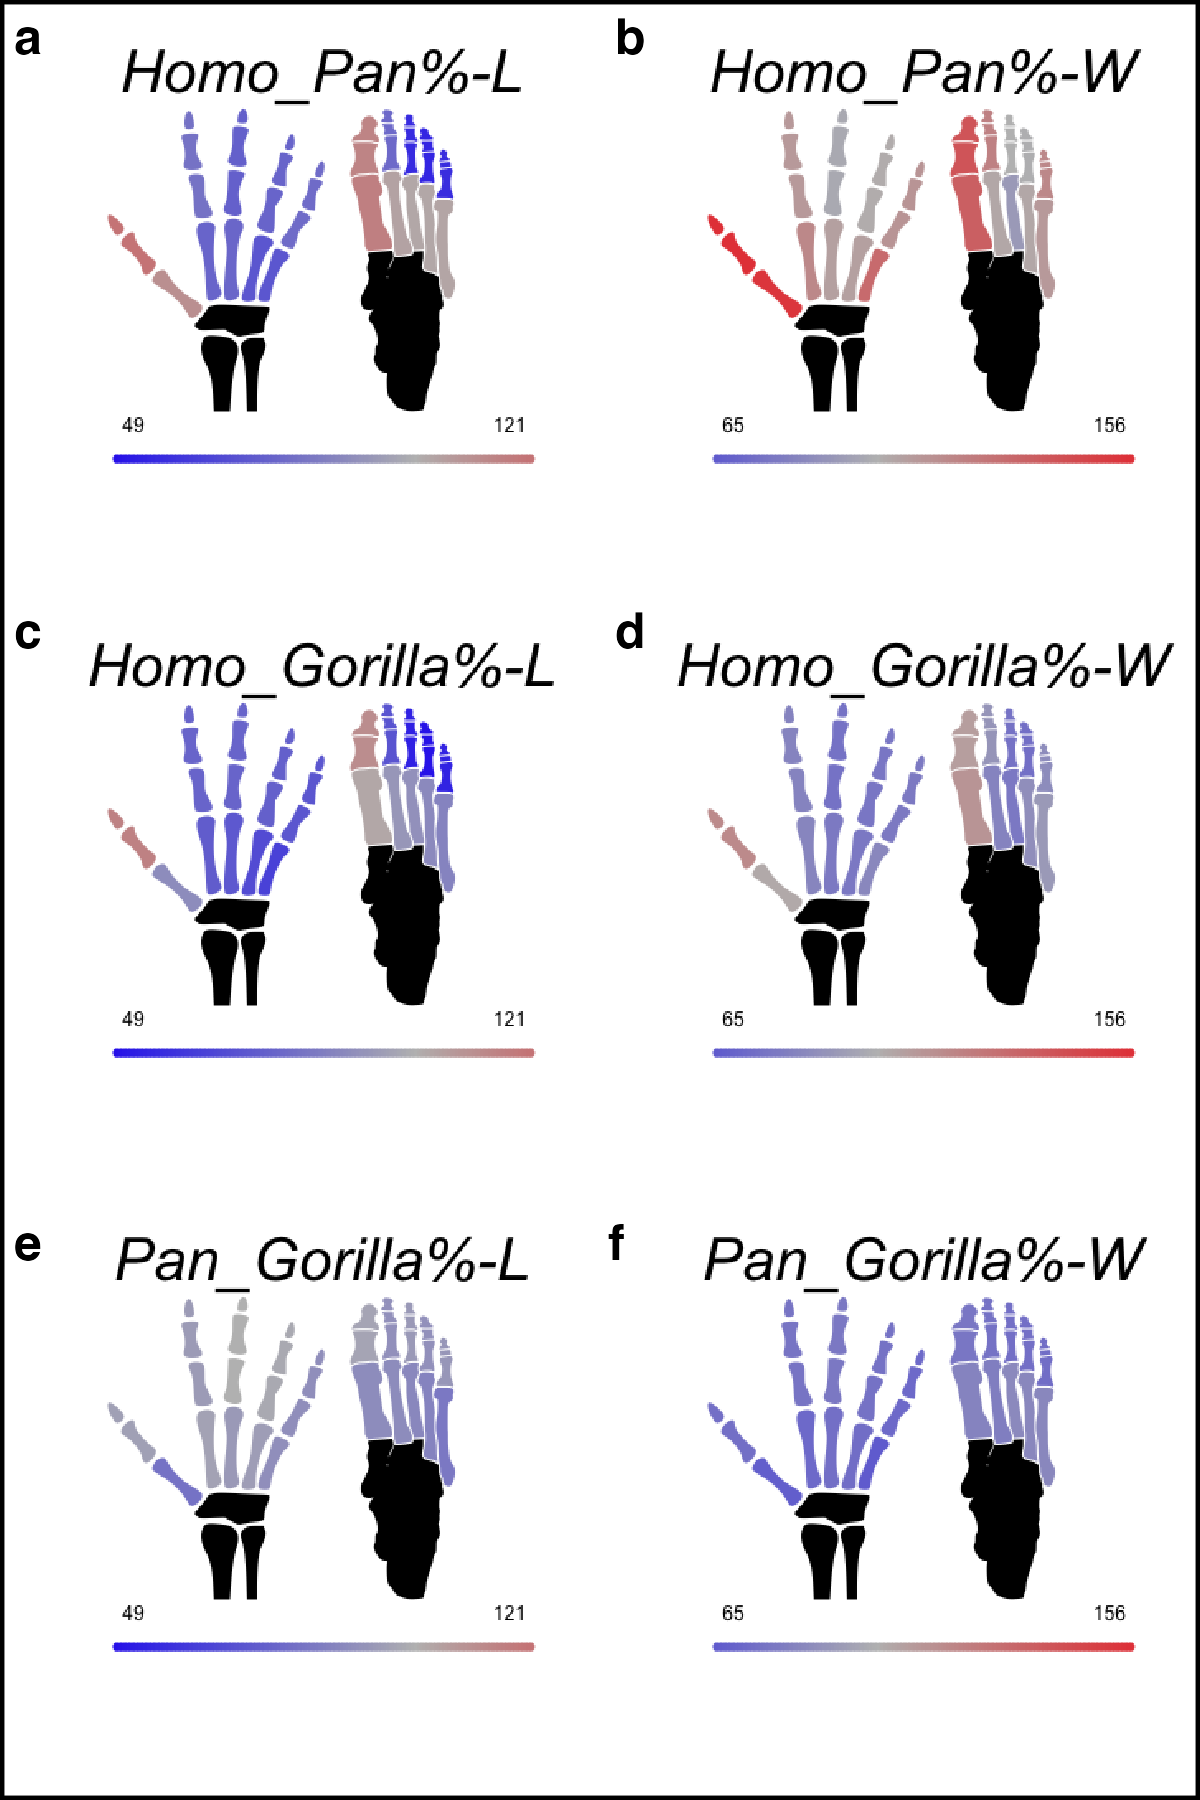 a
Homo_Pan%-L
49 121
b
Homo_Pan%-W
65 156
c
Homo_Gorilla%-L
49 121
d
Homo_Gorilla%-W
65 156
e
Pan_Gorilla%-L
49 121
f
Pan_Gorilla%-W
65 156